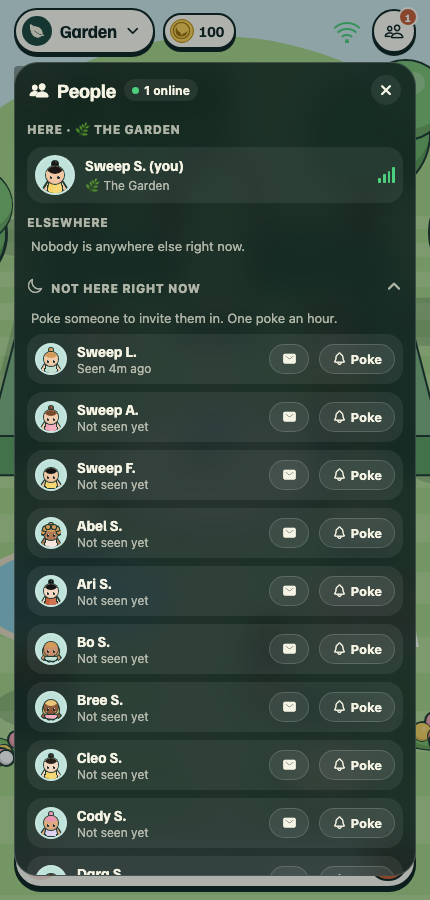 Garden
100
1
People
1 online
HERE · THE GARDEN
Sweep S. (you)
The Garden
ELSEWHERE
Nobody is anywhere else right now.
NOT HERE RIGHT NOW
Poke someone to invite them in. One poke an hour.
Sweep L.
Seen 4m ago
Poke
Sweep A.
Not seen yet
Poke
Sweep F.
Not seen yet
Poke
Abel S.
Not seen yet
Poke
Ari S.
Not seen yet
Poke
Bo S.
Not seen yet
Poke
Bree S.
Not seen yet
Poke
Cleo S.
Not seen yet
Poke
Cody S.
Not seen yet
Poke